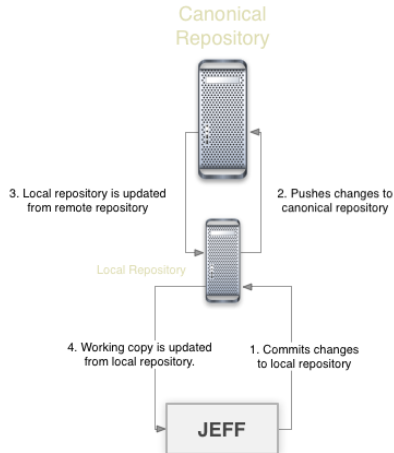 Canonical
Repository
3. Local repository is updated
from remote repository
2. Pushes changes to
canonical repository
Local Repository
4. Working copy is updated
from local repository.
1. Commits changes
to local repository
JEFF